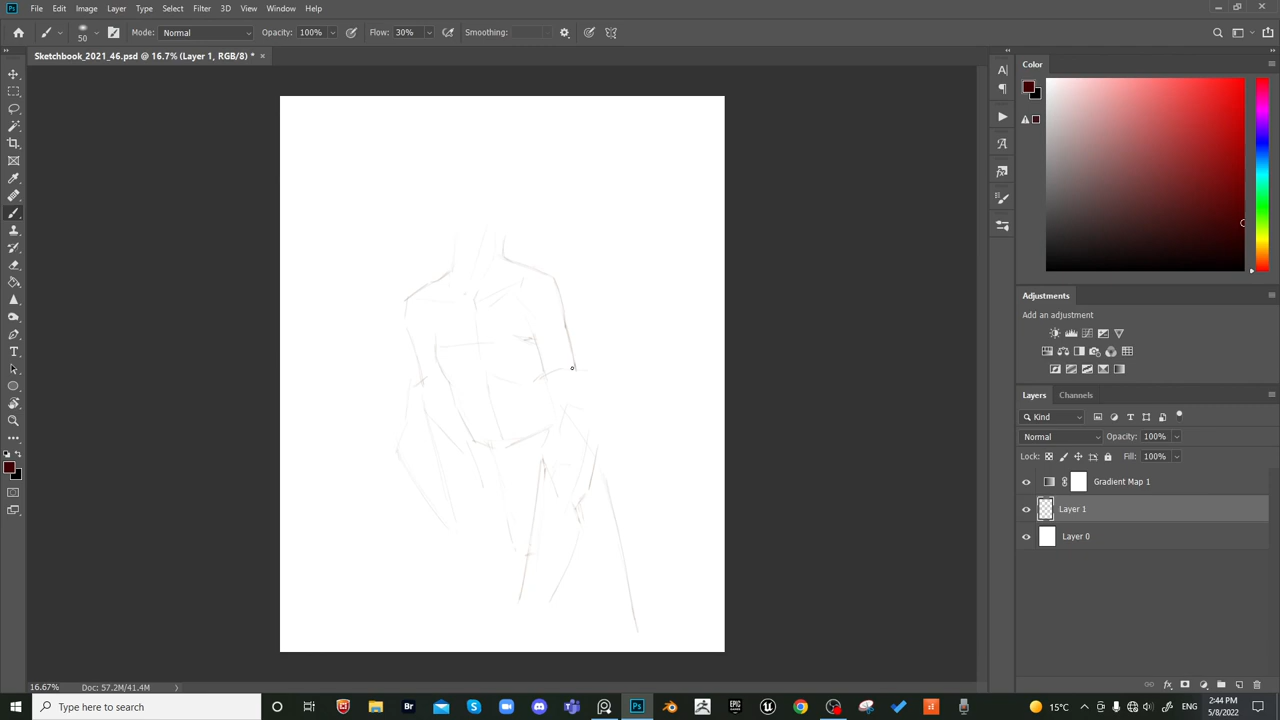 Ps File Edit Image Layer Type Select Filter 3D View Window Help
50 Mode: Normal Opacity: 100% Flow: 30% Smoothing:
Sketchbook_2021_46.psd @ 16.7% (Layer 1, RGB/8) *
Color
Adjustments
Add an adjustment
Layers Channels
Kind
Normal Opacity: 100%
Lock: Fill: 100%
Gradient Map 1
Layer 1
Layer 0
16.67% Doc: 57.2M/41.4M
Type here to search Ps 15°C 2:44 PM
5/8/2022